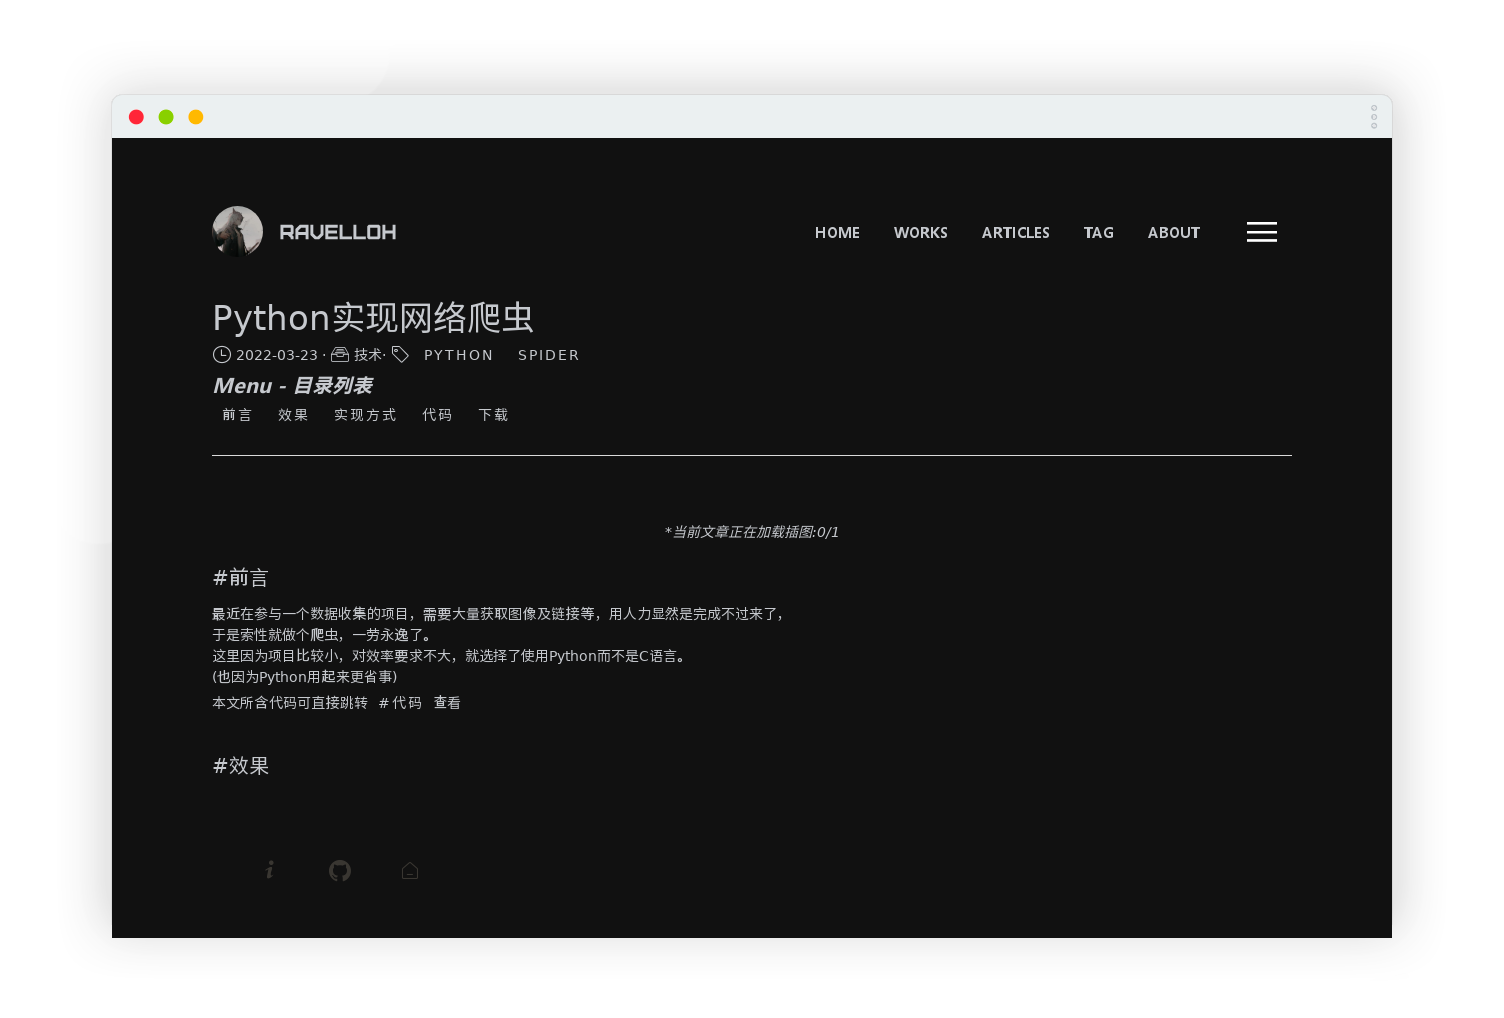 RAVELLOH
HOME WORKS ARTICLES TAG ABOUT
Python实现网络爬虫
2022-03-23 · 技术· PYTHON SPIDER
Menu - 目录列表
前言 效果 实现方式 代码 下载
*当前文章正在加载插图:0/1
#前言
最近在参与一个数据收集的项目，需要大量获取图像及链接等，用人力显然是完成不过来了，
于是索性就做个爬虫，一劳永逸了。
这里因为项目比较小，对效率要求不大，就选择了使用Python而不是C语言。
(也因为Python用起来更省事)
本文所含代码可直接跳转 #代码 查看
#效果